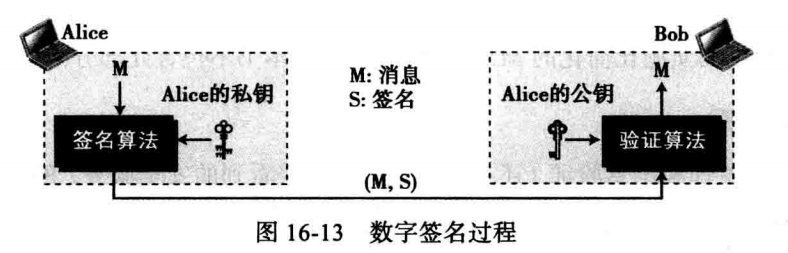 Alice
Bob
M
M
M: 消息
S: 签名
Alice的私钥
Alice的公钥
签名算法
验证算法
(M, S)
图 16-13 数字签名过程